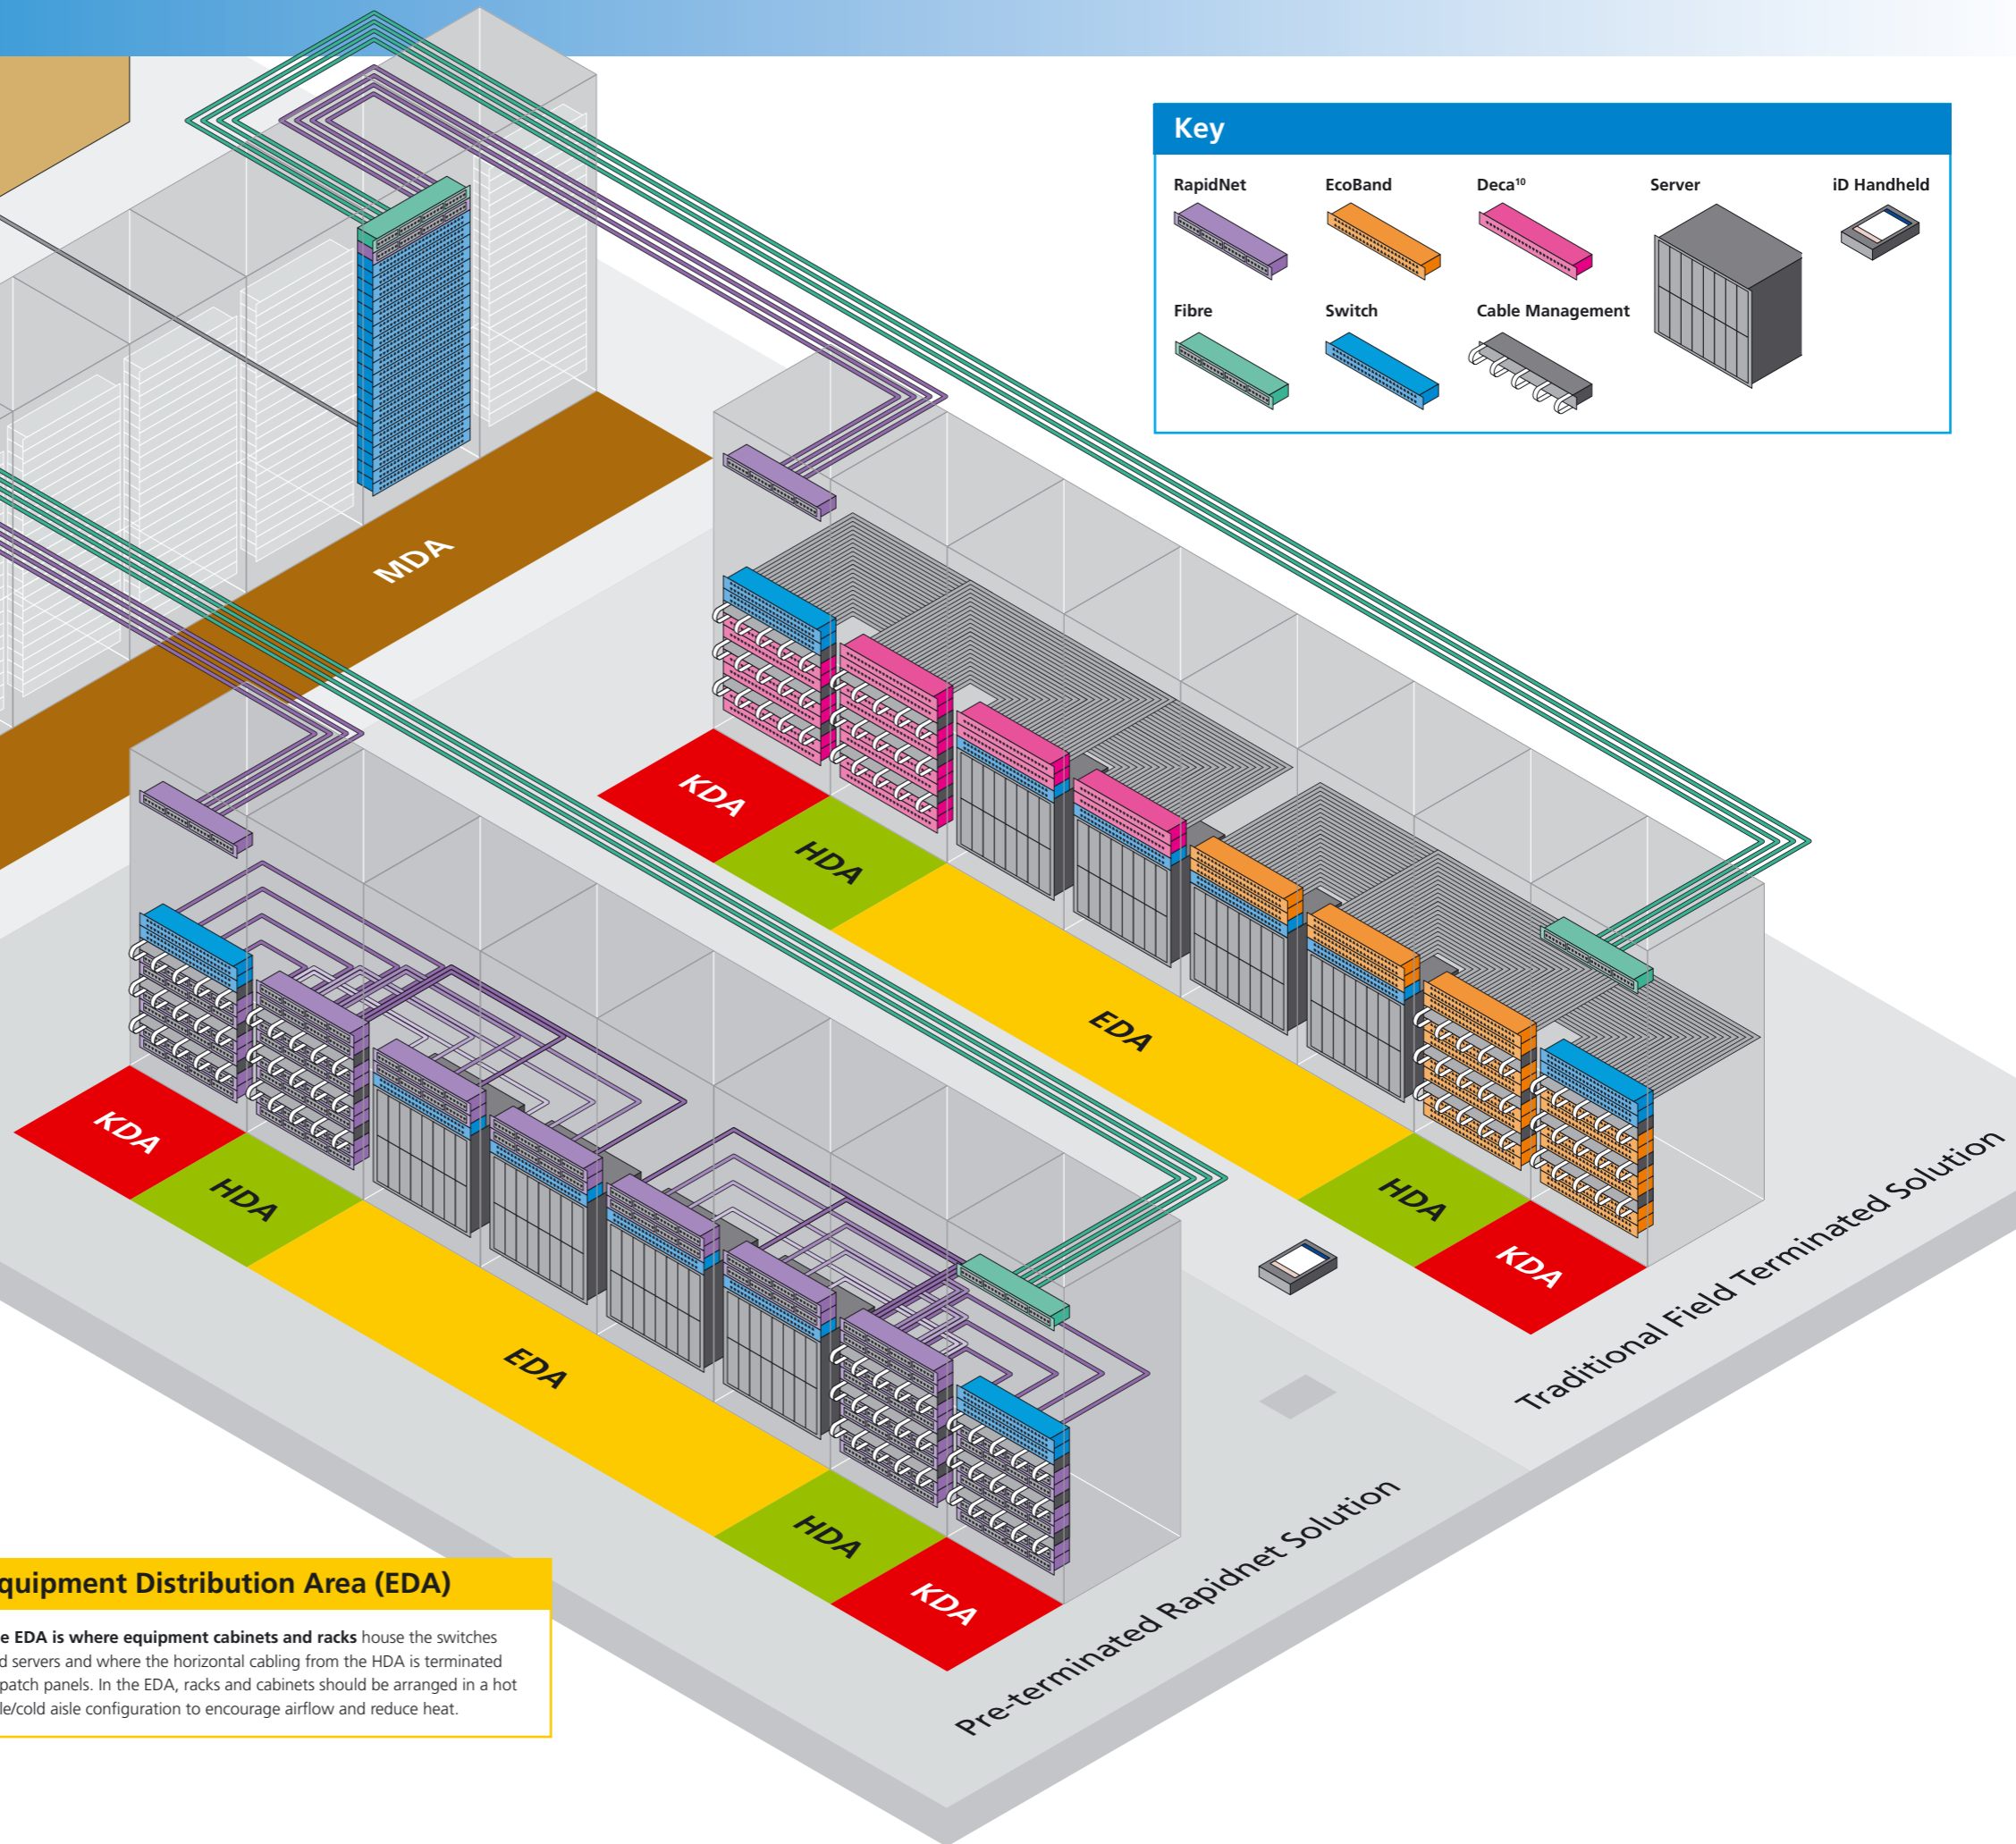 Key
RapidNet
EcoBand
Deca¹⁰
Server
iD Handheld
Fibre
Switch
Cable Management
MDA
KDA
HDA
EDA
HDA
KDA
Traditional Field Terminated Solution
KDA
HDA
EDA
HDA
KDA
Pre-terminated Rapidnet Solution
quipment Distribution Area (EDA)
e EDA is where equipment cabinets and racks house the switches
d servers and where the horizontal cabling from the HDA is terminated
patch panels. In the EDA, racks and cabinets should be arranged in a hot
le/cold aisle configuration to encourage airflow and reduce heat.